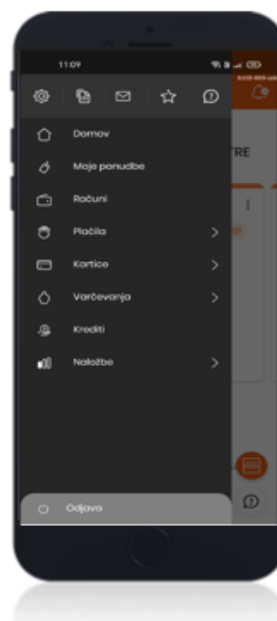 11:09
Domov
Moje ponudbe
TRE
Računi
Plačila
Kartice
Varčevanja
Krediti
Naložbe
Odjava